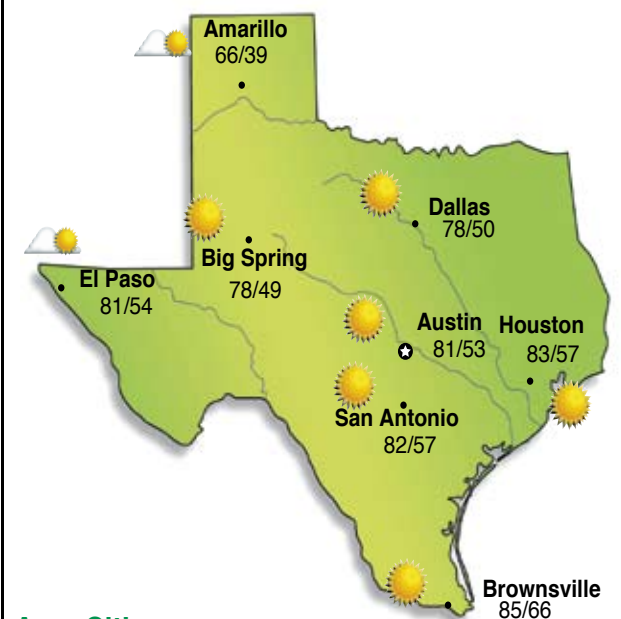 Amarillo
66/39
Dallas
78/50
Big Spring
78/49
El Paso
81/54
Austin
81/53
Houston
83/57
San Antonio
82/57
Brownsville
85/66